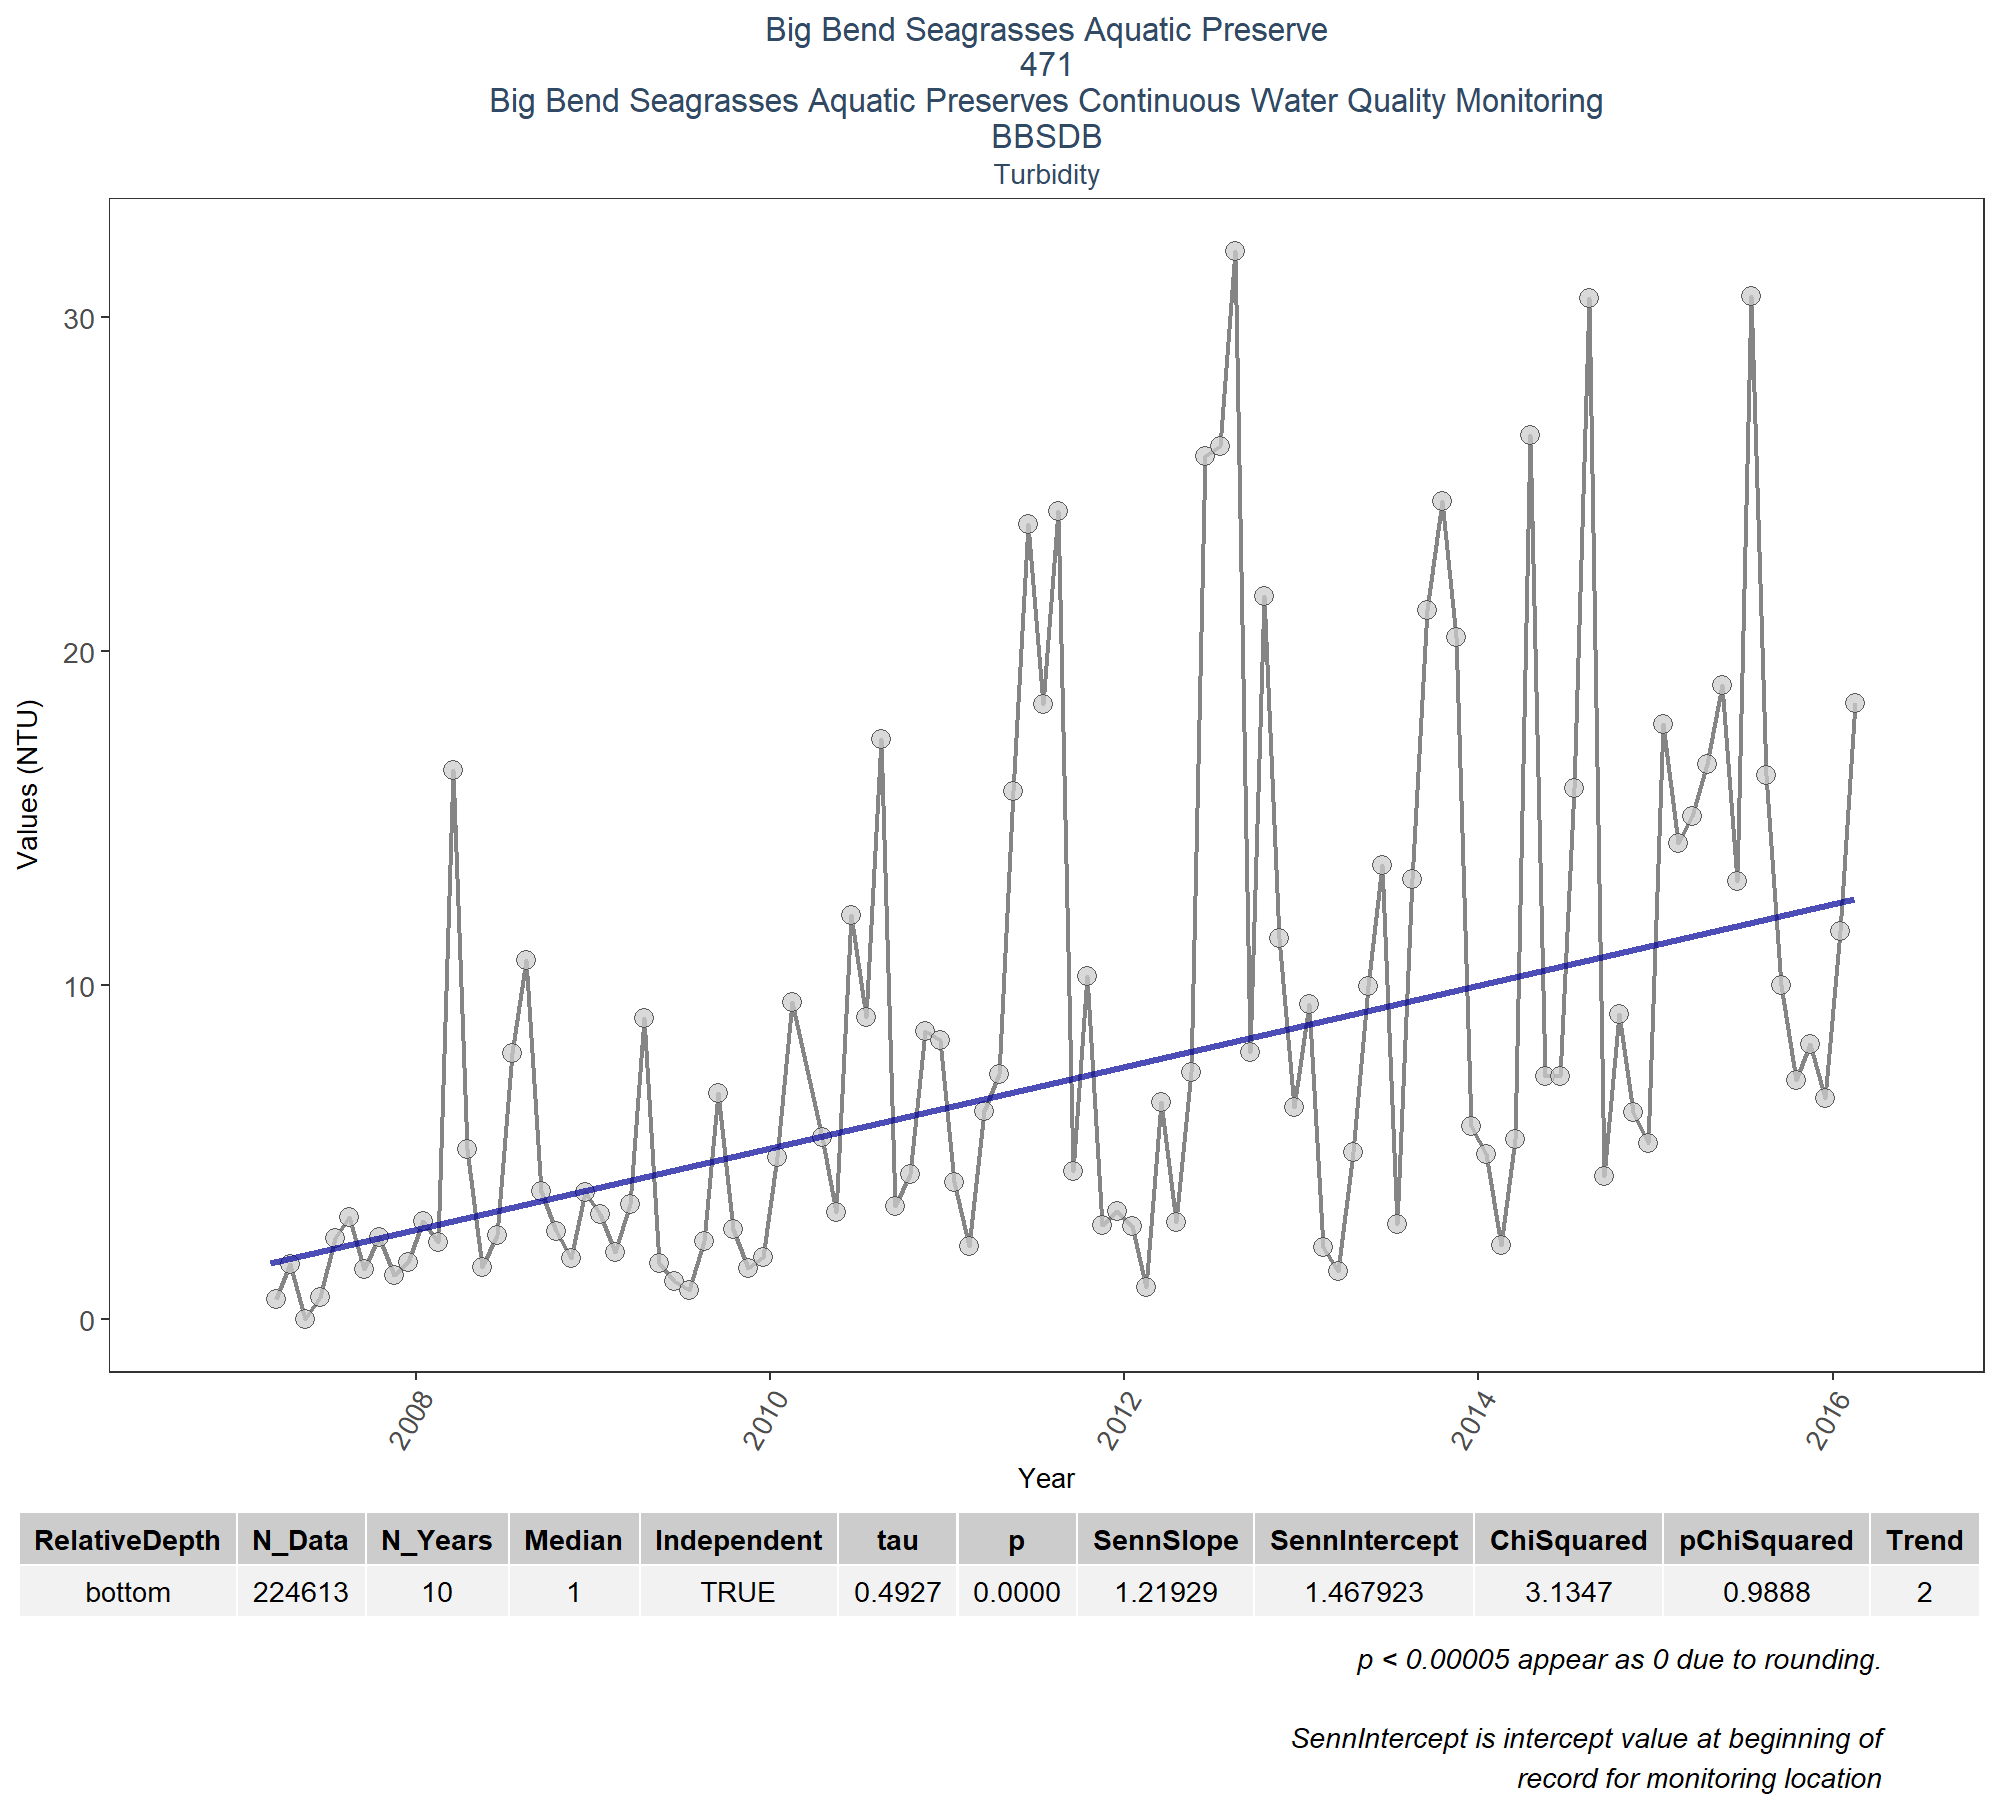 Big Bend Seagrasses Aquatic Preserve
471
Big Bend Seagrasses Aquatic Preserves Continuous Water Quality Monitoring
BBSDB
Turbidity
30
20
10
0
Values (NTU)
2008 2010 2012 2014 2016
Year
RelativeDepth N_Data N_Years Median Independent tau p SennSlope SennIntercept ChiSquared pChiSquared Trend
bottom 224613 10 1 TRUE 0.4927 0.0000 1.21929 1.467923 3.1347 0.9888 2
p < 0.00005 appear as 0 due to rounding.
SennIntercept is intercept value at beginning of
record for monitoring location